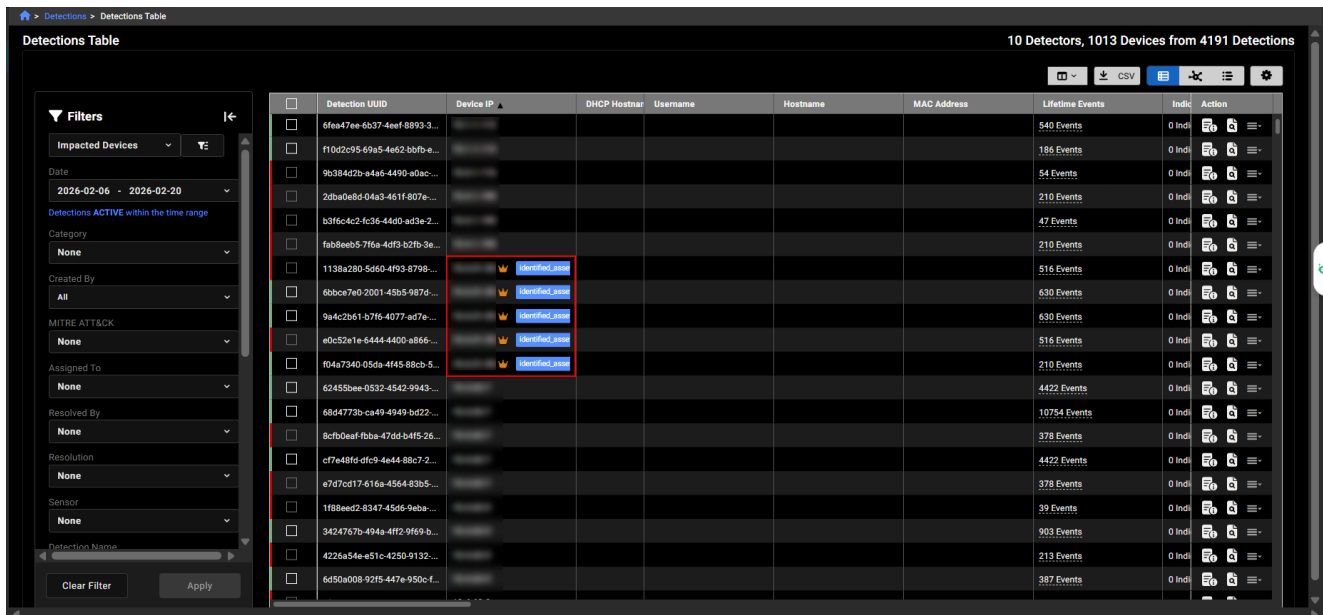 > Detections > Detections Table
Detections Table
10 Detectors, 1013 Devices from 4191 Detections
CSV
Filters
Impacted Devices
Date
2026-02-06 - 2026-02-20
Detections ACTIVE within the time range
Category
None
Created By
All
MITRE ATT&CK
None
Assigned To
None
Resolved By
None
Resolution
None
Sensor
None
Detection Name
Clear Filter
Apply
Detection UUID Device IP DHCP Hostnar Username Hostname MAC Address Lifetime Events Indic Action
6fea47ee-6b37-4eef-8893-3... 540 Events 0 Indi
f10d2c95-69a5-4e62-bbfb-e... 186 Events 0 Indi
9b384d2b-a4a6-4490-a0ac-... 54 Events 0 Indi
2dba0e8d-04a3-461f-807e-... 210 Events 0 Indi
b3f6c4c2-fc36-44d0-ad3e-2... 47 Events 0 Indi
fab8eeb5-7f6a-4df3-b2fb-3e... 210 Events 0 Indi
1138a280-5d60-4f93-8798-... identified_asse 516 Events 0 Indi
6bbce7e0-2001-45b5-987d-... identified_asse 630 Events 0 Indi
9a4c2b61-b7f6-4077-ad7e-... identified_asse 630 Events 0 Indi
e0c52e1e-6444-4400-a866-... identified_asse 516 Events 0 Indi
f04a7340-05da-4f45-88cb-5... identified_asse 210 Events 0 Indi
62455bee-0532-4542-9943-... 4422 Events 0 Indi
68d4773b-ca49-4949-bd22-... 10754 Events 0 Indi
8cfb0eaf-fbba-47dd-b4f5-26... 378 Events 0 Indi
cf7e48fd-dfc9-4e44-88c7-2... 4422 Events 0 Indi
e7d7cd17-616a-4564-83b5-... 378 Events 0 Indi
1f88eed2-8347-45d6-9eba-... 39 Events 0 Indi
3424767b-494a-4ff2-9f69-b... 903 Events 0 Indi
4226a54e-e51c-4250-9132-... 213 Events 0 Indi
6d50a008-92f5-447e-950c-f... 387 Events 0 Indi